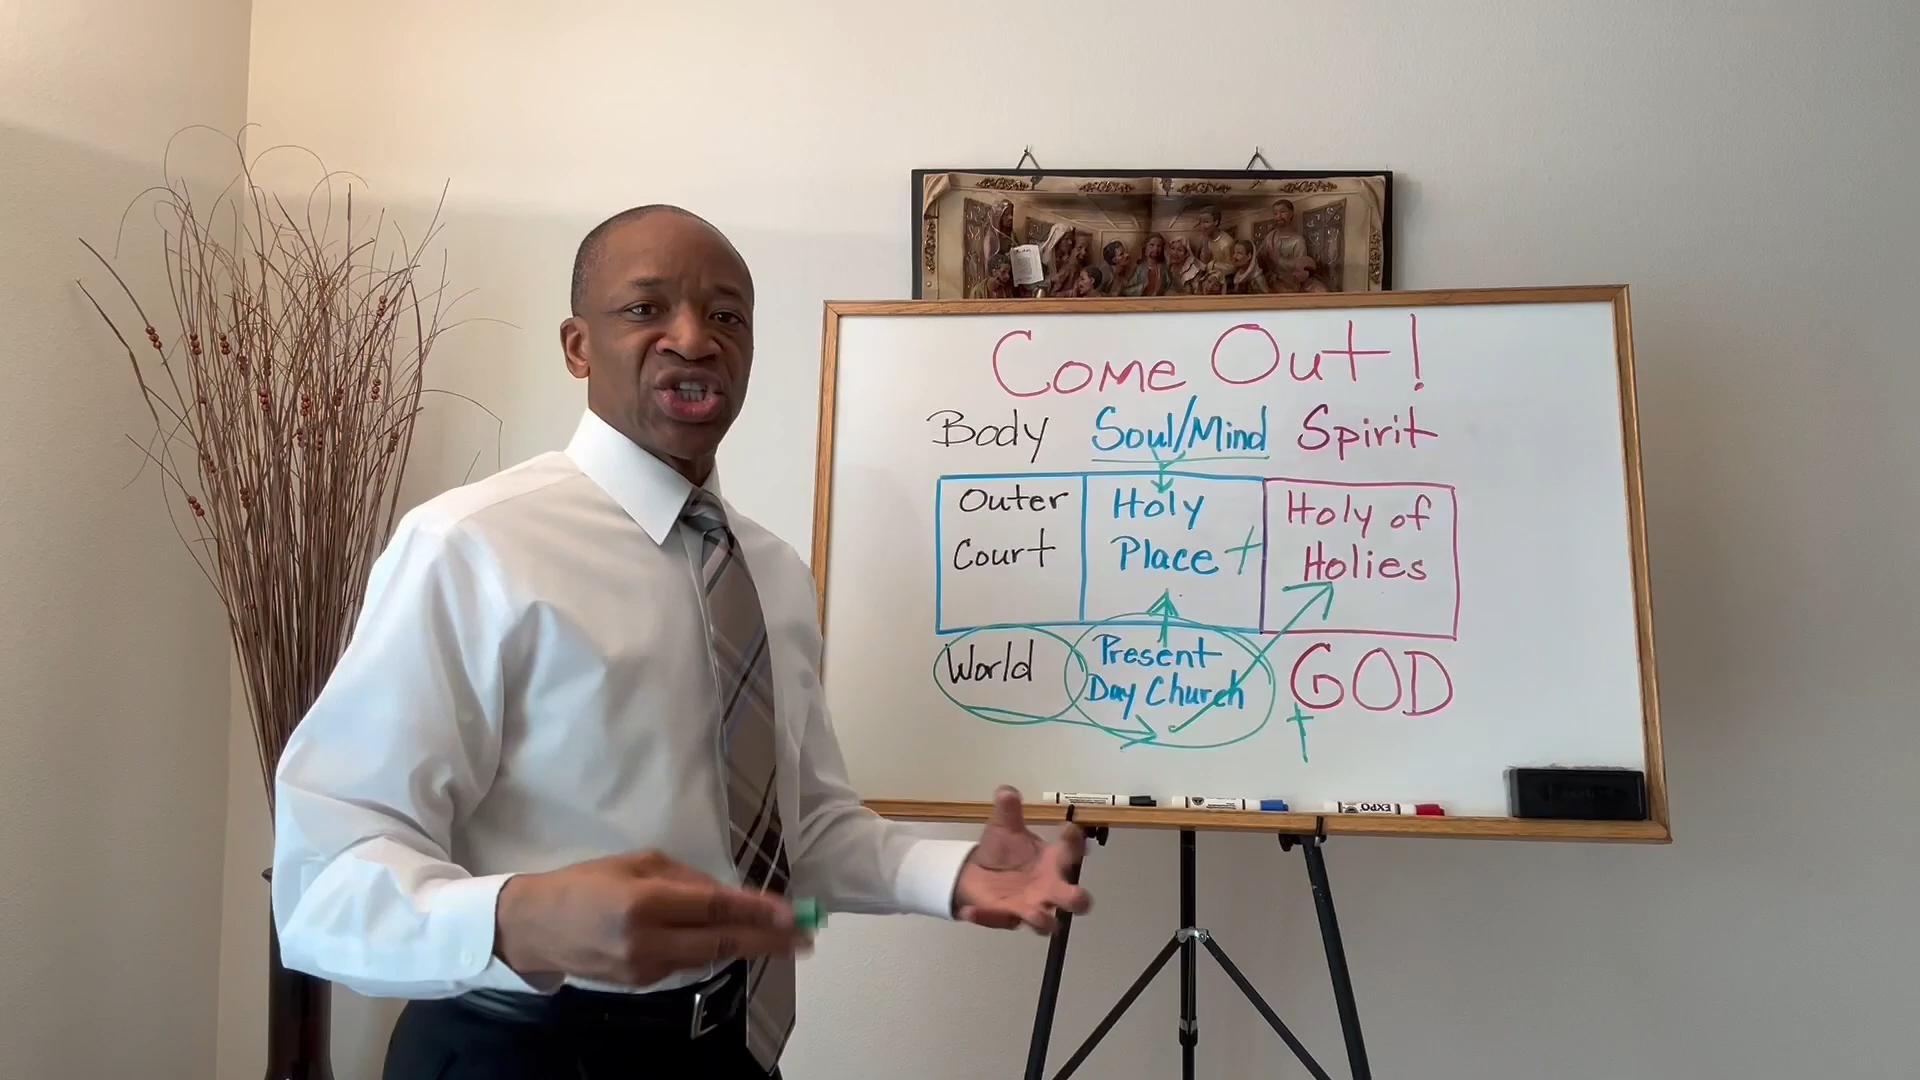 Come Out!
Body Soul/Mind Spirit
Outer Holy Holy of
Court Place Holies
World Present GOD
Day Church
EXPO